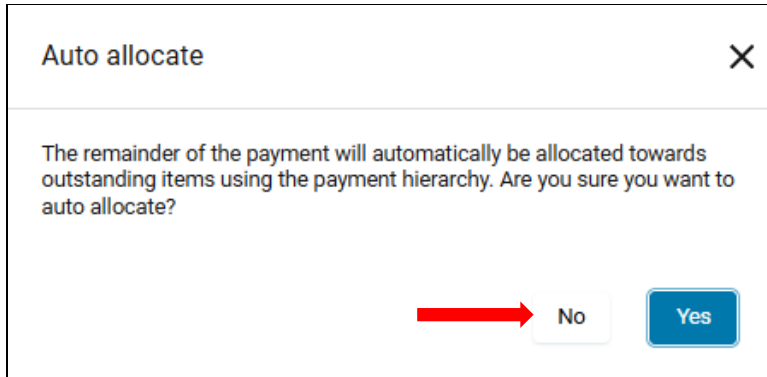 Auto allocate
The remainder of the payment will automatically be allocated towards
outstanding items using the payment hierarchy. Are you sure you want to
auto allocate?
No
Yes